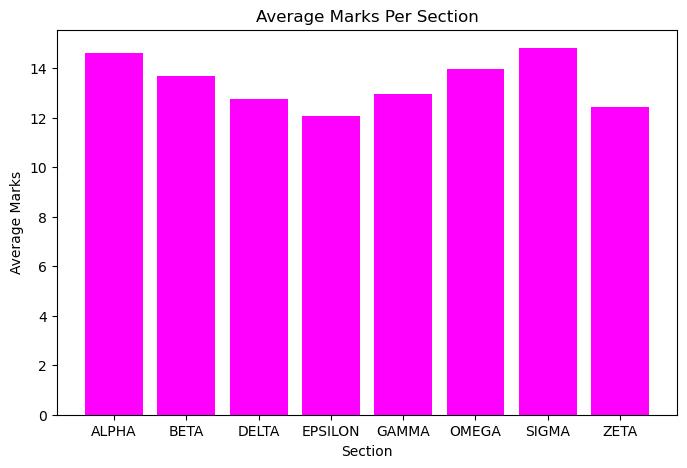 Average Marks Per Section
Average Marks
14
12
10
8
6
4
2
0
ALPHA BETA DELTA EPSILON GAMMA OMEGA SIGMA ZETA
Section